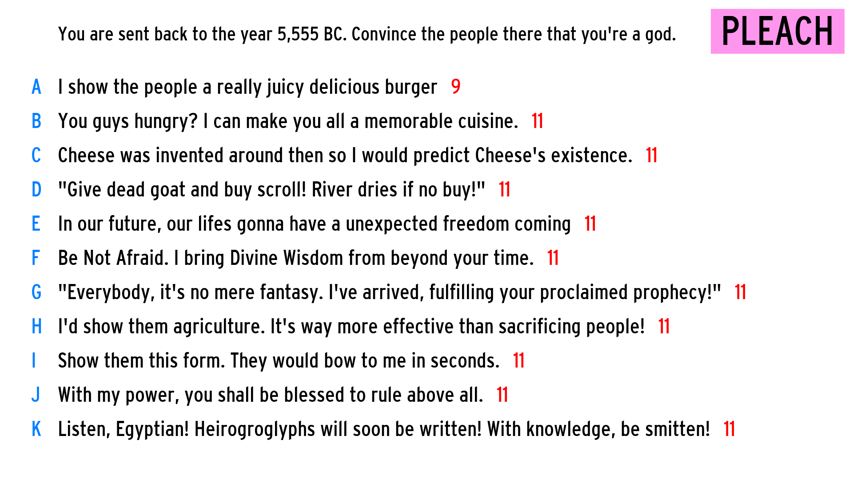 You are sent back to the year 5,555 BC. Convince the people there that you're a god.
PLEACH
A I show the people a really juicy delicious burger 9
B You guys hungry? I can make you all a memorable cuisine. 11
C Cheese was invented around then so I would predict Cheese's existence. 11
D "Give dead goat and buy scroll! River dries if no buy!" 11
E In our future, our lifes gonna have a unexpected freedom coming 11
F Be Not Afraid. I bring Divine Wisdom from beyond your time. 11
G "Everybody, it's no mere fantasy. I've arrived, fulfilling your proclaimed prophecy!" 11
H I'd show them agriculture. It's way more effective than sacrificing people! 11
I Show them this form. They would bow to me in seconds. 11
J With my power, you shall be blessed to rule above all. 11
K Listen, Egyptian! Heirogroglyphs will soon be written! With knowledge, be smitten! 11